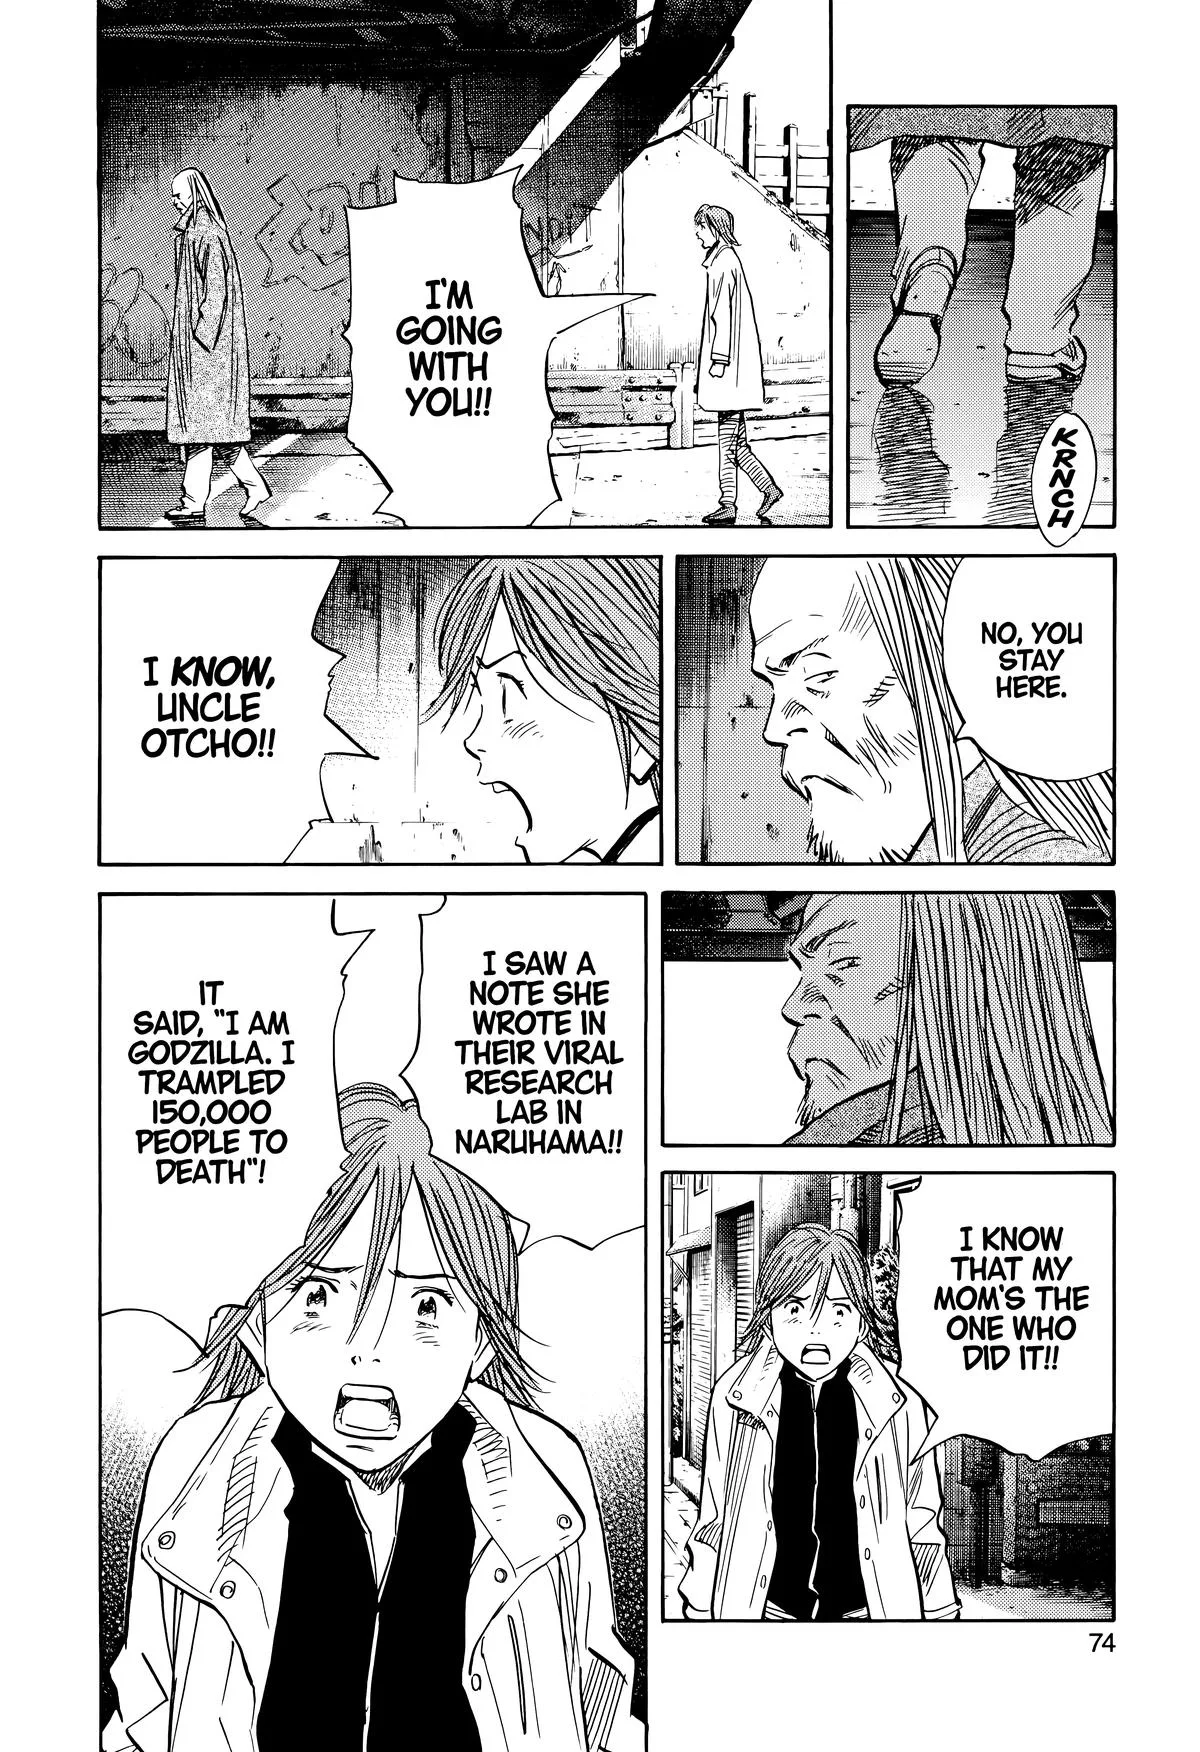 KRNCH
I'M
GOING
WITH
YOU!!
NO, YOU
STAY
HERE.
I KNOW,
UNCLE
OTCHO!!
I KNOW
THAT MY
MOM'S THE
ONE WHO
DID IT!!
I SAW A
NOTE SHE
WROTE IN
THEIR VIRAL
RESEARCH
LAB IN
NARUHAMA!!
IT
SAID, "I AM
GODZILLA. I
TRAMPLED
150,000
PEOPLE TO
DEATH"!
74